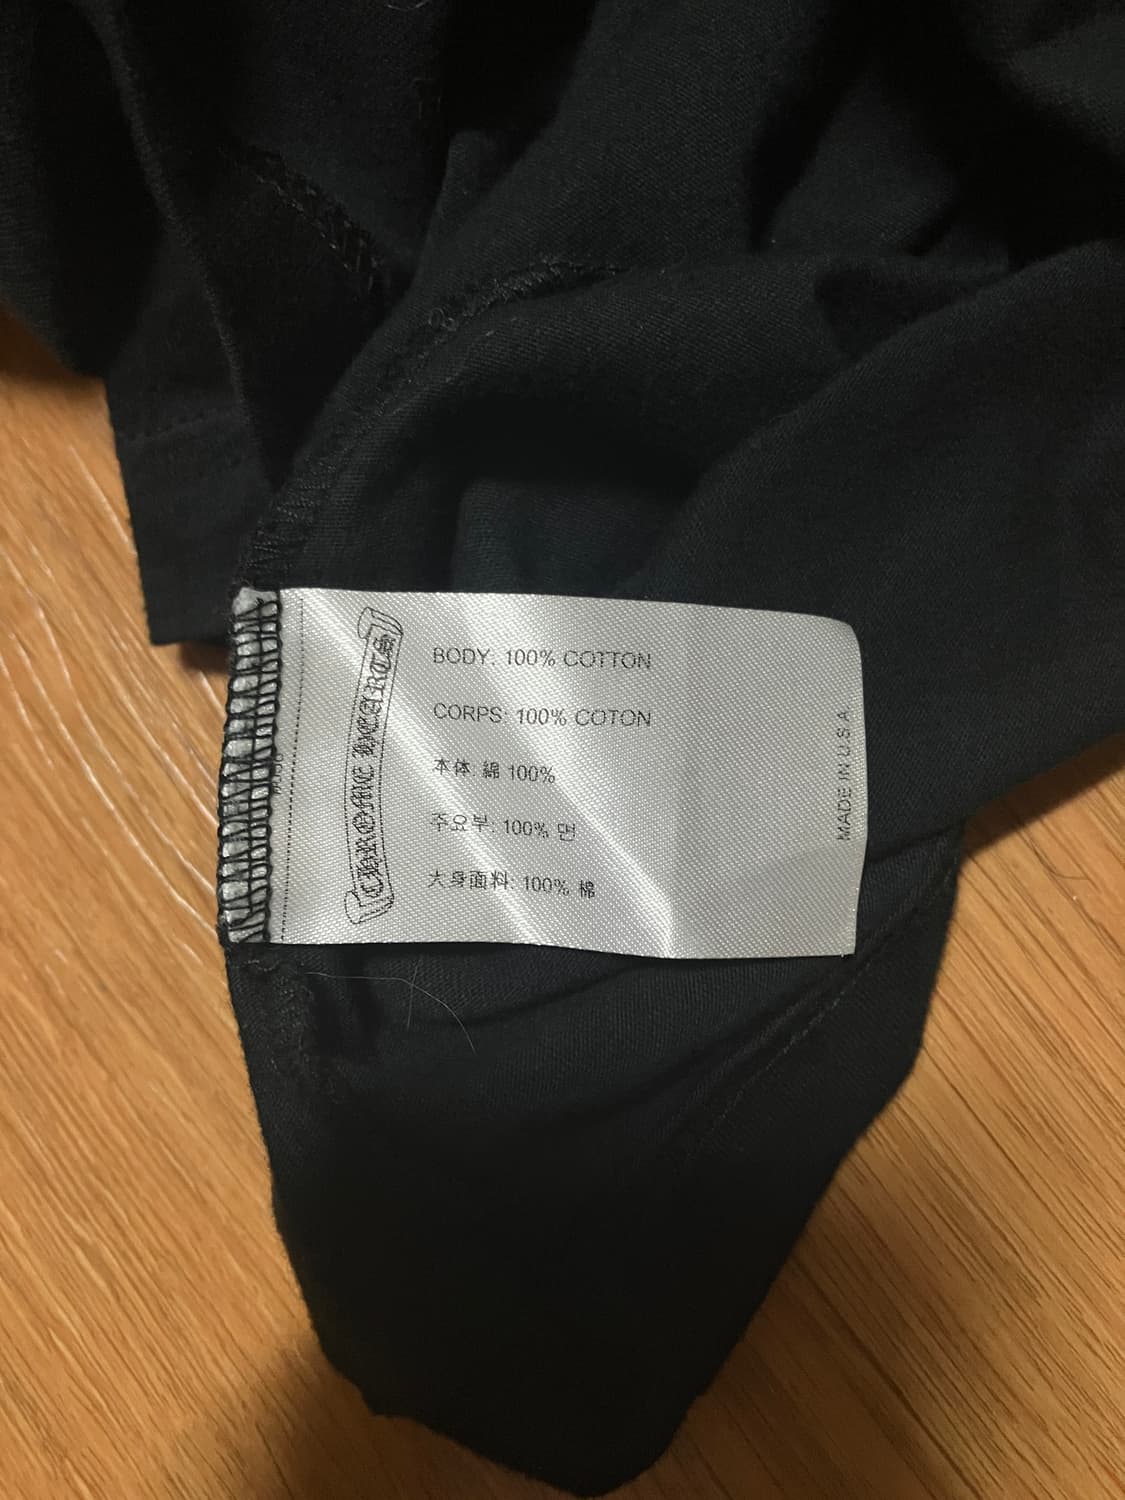 CHROME HEARTS
BODY: 100% COTTON
CORPS: 100% COTON
本体: 綿 100%
주요부: 100% 면
大身面料: 100% 棉
MADE IN U.S.A.